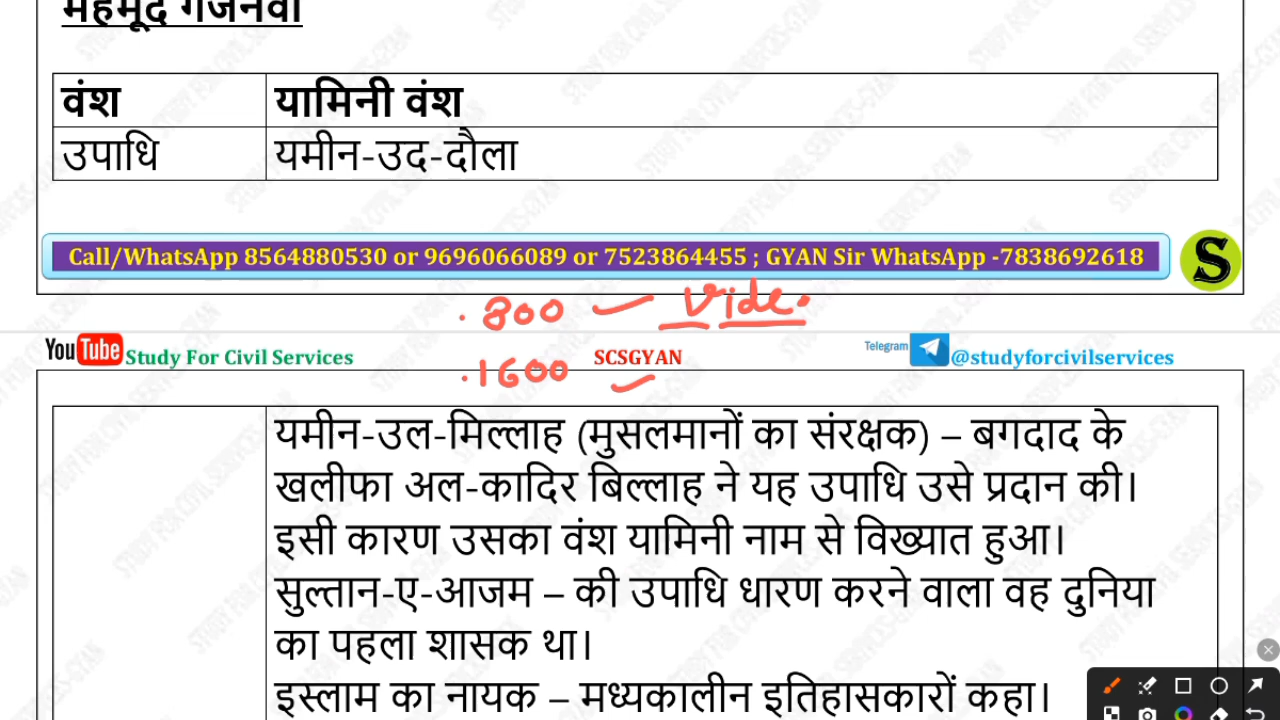 महमूद गजनवी
वंश यामिनी वंश
उपाधि यमीन-उद-दौला
Call/WhatsApp 8564880530 or 9696066089 or 7523864455 ; GYAN Sir WhatsApp -7838692618
S
.800 – Vide.
YouTube Study For Civil Services SCSGYAN Telegram @studyforcivilservices
.1600
यमीन-उल-मिल्लाह (मुसलमानों का संरक्षक) – बगदाद के
खलीफा अल-कादिर बिल्लाह ने यह उपाधि उसे प्रदान की।
इसी कारण उसका वंश यामिनी नाम से विख्यात हुआ।
सुल्तान-ए-आजम – की उपाधि धारण करने वाला वह दुनिया
का पहला शासक था।
इस्लाम का नायक – मध्यकालीन इतिहासकारों कहा।